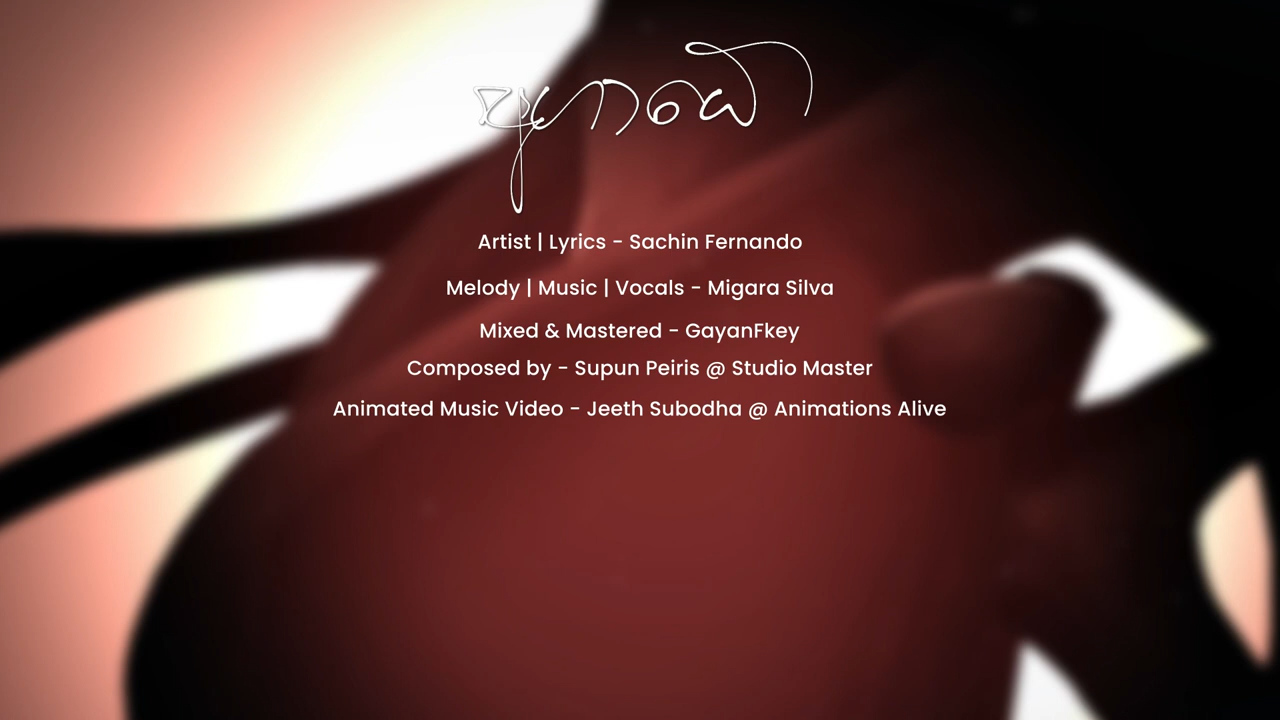 අගාධේ
Artist | Lyrics - Sachin Fernando
Melody | Music | Vocals - Migara Silva
Mixed & Mastered - GayanFkey
Composed by - Supun Peiris @ Studio Master
Animated Music Video - Jeeth Subodha @ Animations Alive